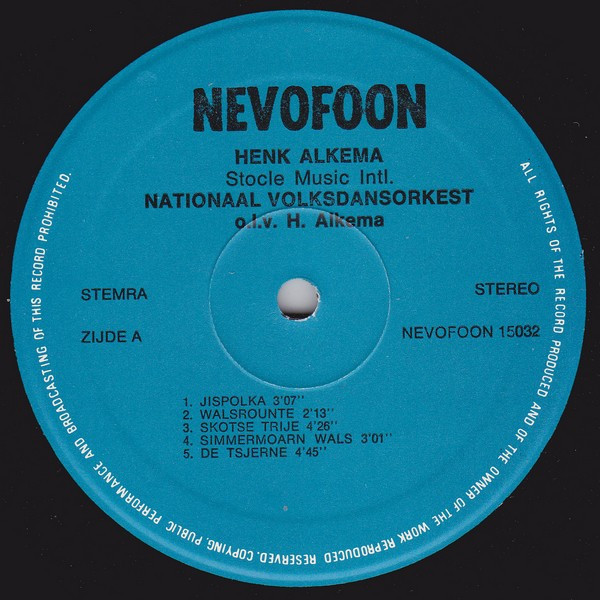 NEVOFOON
HENK ALKEMA
Stocle Music Intl.
NATIONAAL VOLKSDANSORKEST
o.l.v. H. Alkema
STEMRA
STEREO
ZIJDE A
NEVOFOON 15032
1. JISPOLKA 3'07''
2. WALSROUNTE 2'13''
3. SKOTSE TRIJE 4'26''
4. SIMMERMOARN WALS 3'01''
5. DE TSJERNE 4'45''
ALL RIGHTS OF THE RECORD PRODUCED AND OF THE OWNER OF THE WORK REPRODUCED RESERVED. COPYING PUBLIC PERFORMANCE AND BROADCASTING OF THIS RECORD PROHIBITED.